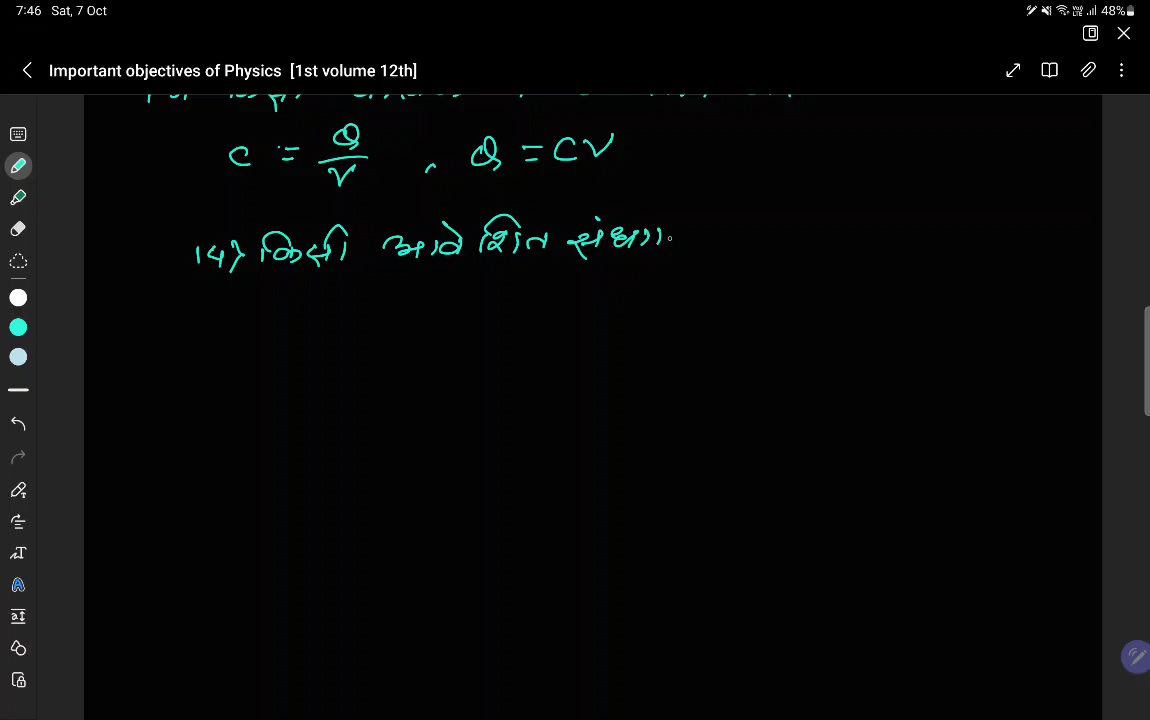 7:46 Sat, 7 Oct 48%
Important objectives of Physics [1st volume 12th]
C = Q/V , Q = CV
14) किसी आवेशित संधा